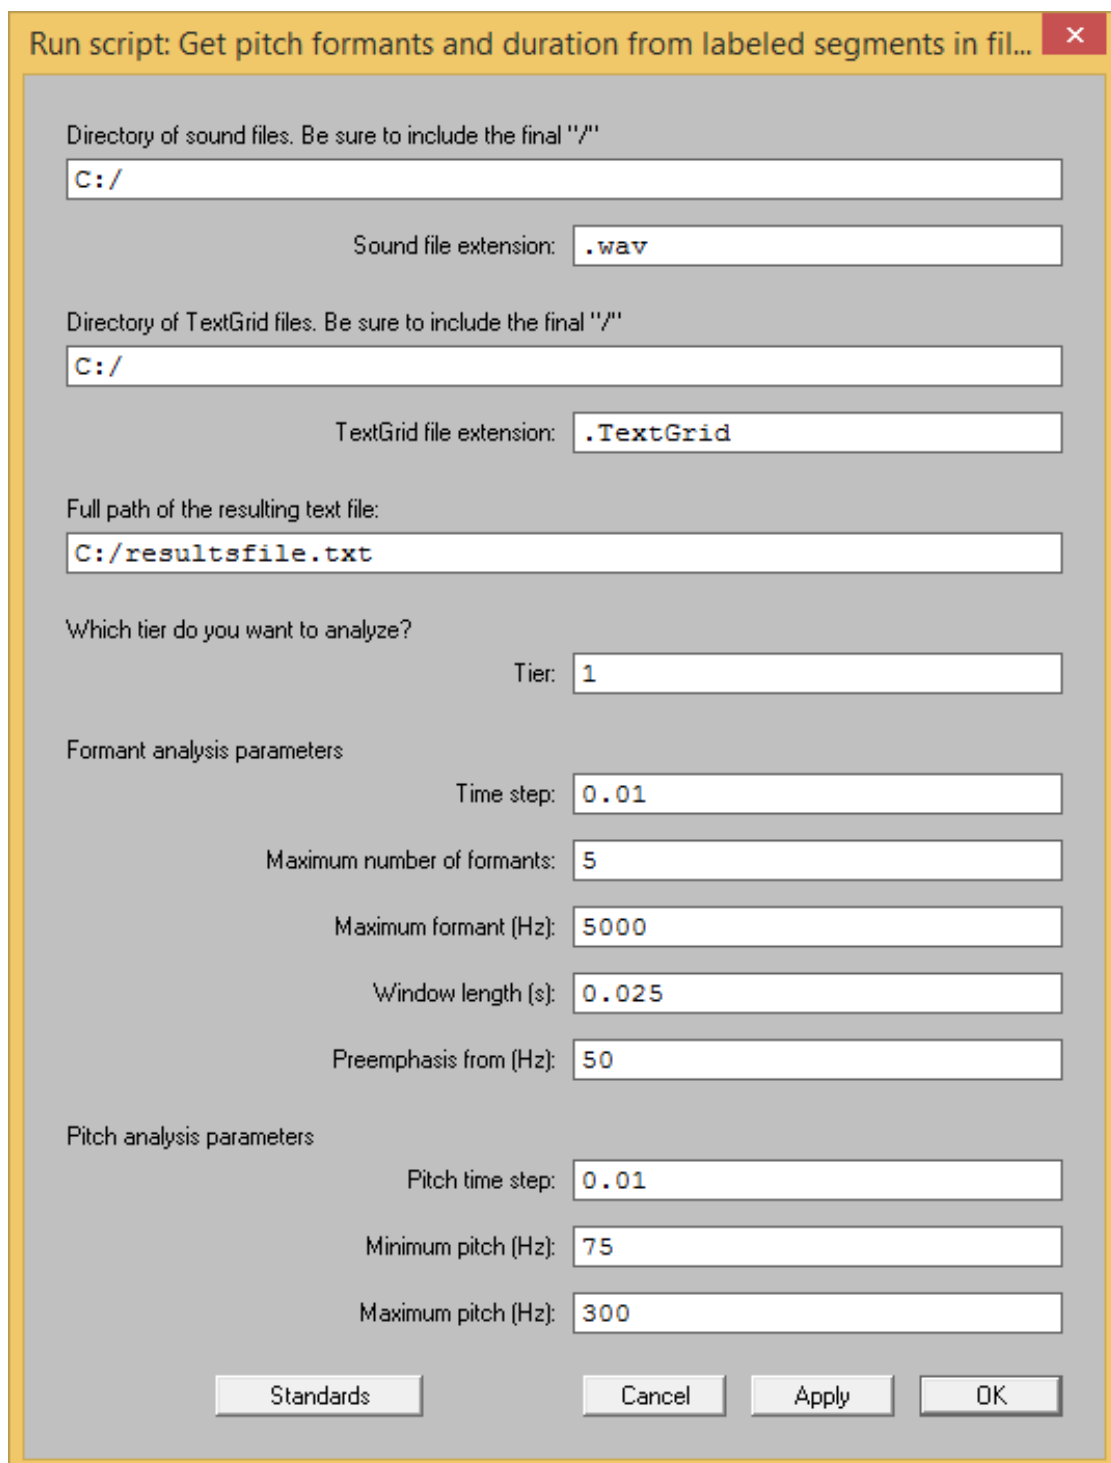 Run script: Get pitch formants and duration from labeled segments in fil...
Directory of sound files. Be sure to include the final "/"
C:/
Sound file extension: .wav
Directory of TextGrid files. Be sure to include the final "/"
C:/
TextGrid file extension: .TextGrid
Full path of the resulting text file:
C:/resultsfile.txt
Which tier do you want to analyze?
Tier: 1
Formant analysis parameters
Time step: 0.01
Maximum number of formants: 5
Maximum formant (Hz): 5000
Window length (s): 0.025
Preemphasis from (Hz): 50
Pitch analysis parameters
Pitch time step: 0.01
Minimum pitch (Hz): 75
Maximum pitch (Hz): 300
Standards Cancel Apply OK